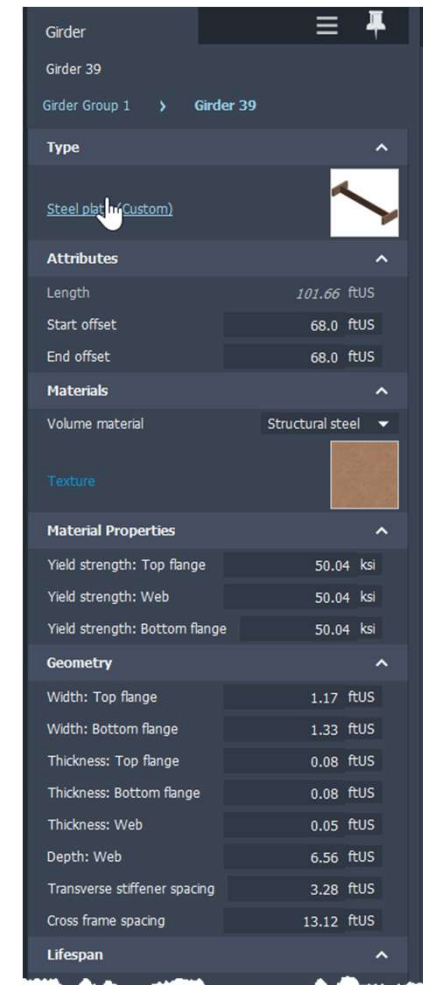 Girder
Girder 39
Girder Group 1 > Girder 39
Type
Steel plat (Custom)
Attributes
Length 101.66 ftUS
Start offset 68.0 ftUS
End offset 68.0 ftUS
Materials
Volume material Structural steel
Texture
Material Properties
Yield strength: Top flange 50.04 ksi
Yield strength: Web 50.04 ksi
Yield strength: Bottom flange 50.04 ksi
Geometry
Width: Top flange 1.17 ftUS
Width: Bottom flange 1.33 ftUS
Thickness: Top flange 0.08 ftUS
Thickness: Bottom flange 0.08 ftUS
Thickness: Web 0.05 ftUS
Depth: Web 6.56 ftUS
Transverse stiffener spacing 3.28 ftUS
Cross frame spacing 13.12 ftUS
Lifespan